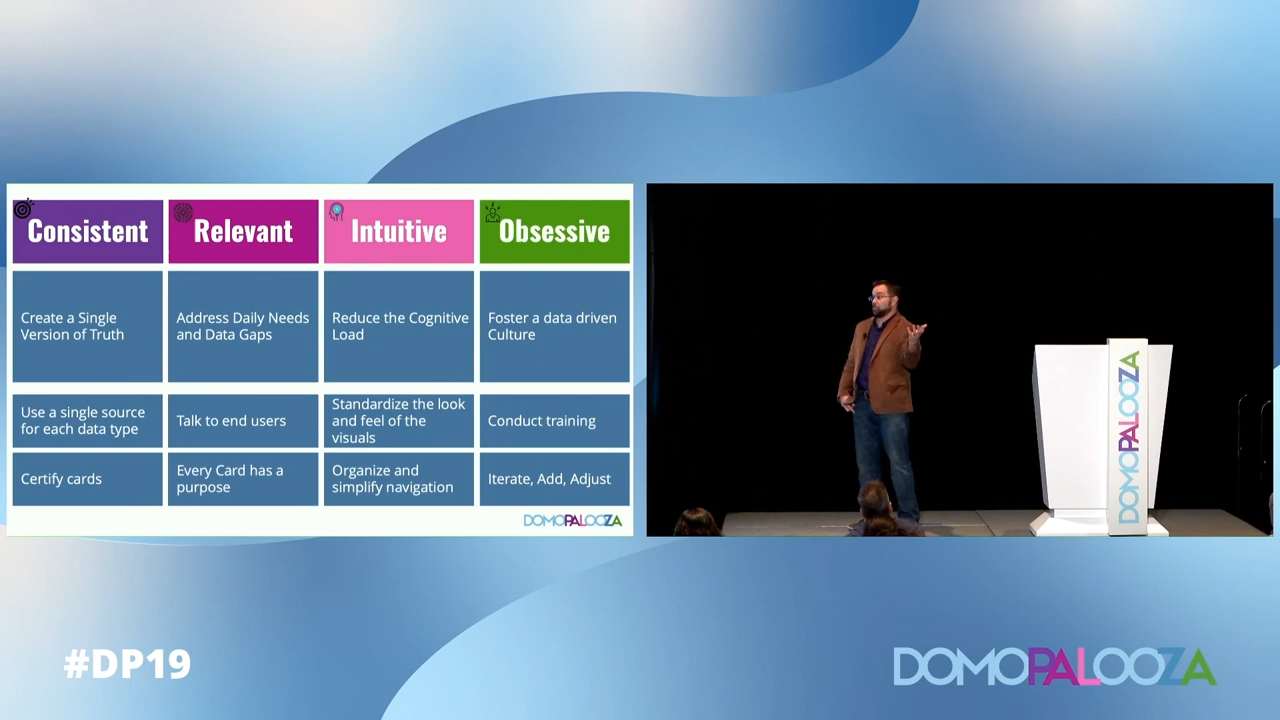 Consistent
Relevant
Intuitive
Obsessive
Create a Single
Version of Truth
Address Daily Needs
and Data Gaps
Reduce the Cognitive
Load
Foster a data driven
Culture
Use a single source
for each data type
Talk to end users
Standardize the look
and feel of the
visuals
Conduct training
Certify cards
Every Card has a
purpose
Organize and
simplify navigation
Iterate, Add, Adjust
DOMOPALOOZA
DOMOPALOOZA
#DP19
DOMOPALOOZA